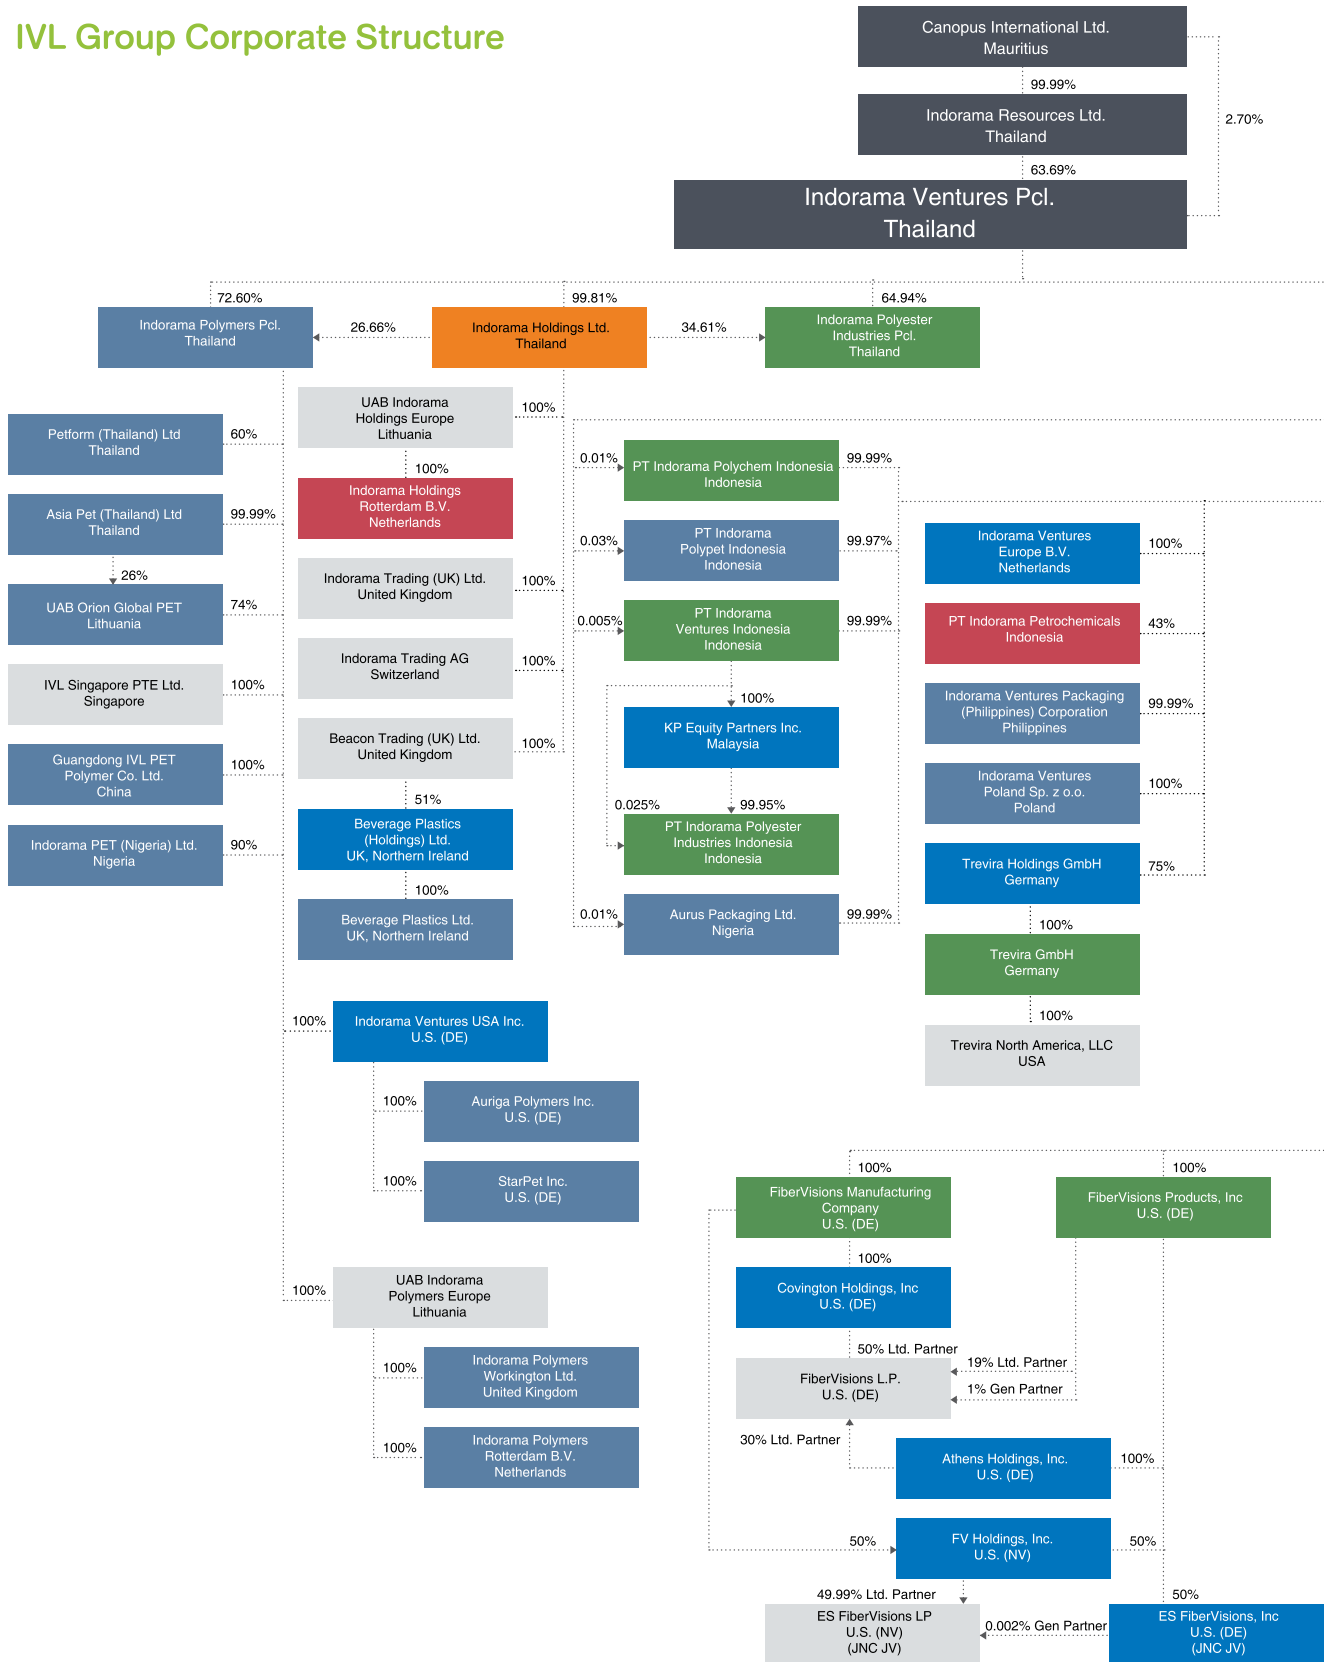 IVL Group Corporate Structure
Canopus International Ltd.
Mauritius
99.99%
Indorama Resources Ltd.
Thailand
2.70%
63.69%
Indorama Ventures Pcl.
Thailand
72.60%
99.81%
64.94%
Indorama Polymers Pcl.
Thailand
26.66%
Indorama Holdings Ltd.
Thailand
34.61%
Indorama Polyester
Industries Pcl.
Thailand
Petform (Thailand) Ltd
Thailand
60%
Asia Pet (Thailand) Ltd
Thailand
99.99%
26%
UAB Orion Global PET
Lithuania
74%
IVL Singapore PTE Ltd.
Singapore
100%
Guangdong IVL PET
Polymer Co. Ltd.
China
100%
Indorama PET (Nigeria) Ltd.
Nigeria
90%
UAB Indorama
Holdings Europe
Lithuania
100%
100%
Indorama Holdings
Rotterdam B.V.
Netherlands
Indorama Trading (UK) Ltd.
United Kingdom
100%
Indorama Trading AG
Switzerland
100%
Beacon Trading (UK) Ltd.
United Kingdom
100%
51%
Beverage Plastics
(Holdings) Ltd.
UK, Northern Ireland
100%
Beverage Plastics Ltd.
UK, Northern Ireland
0.01%
PT Indorama Polychem Indonesia
Indonesia
99.99%
0.03%
PT Indorama
Polypet Indonesia
Indonesia
99.97%
0.005%
PT Indorama
Ventures Indonesia
Indonesia
99.99%
100%
KP Equity Partners Inc.
Malaysia
0.025%
99.95%
PT Indorama Polyester
Industries Indonesia
Indonesia
0.01%
Aurus Packaging Ltd.
Nigeria
99.99%
Indorama Ventures
Europe B.V.
Netherlands
100%
PT Indorama Petrochemicals
Indonesia
43%
Indorama Ventures Packaging
(Philippines) Corporation
Philippines
99.99%
Indorama Ventures
Poland Sp. z o.o.
Poland
100%
Trevira Holdings GmbH
Germany
75%
100%
Trevira GmbH
Germany
100%
Trevira North America, LLC
USA
100%
Indorama Ventures USA Inc.
U.S. (DE)
100%
Auriga Polymers Inc.
U.S. (DE)
100%
StarPet Inc.
U.S. (DE)
100%
UAB Indorama
Polymers Europe
Lithuania
100%
Indorama Polymers
Workington Ltd.
United Kingdom
100%
Indorama Polymers
Rotterdam B.V.
Netherlands
100%
100%
FiberVisions Manufacturing
Company
U.S. (DE)
FiberVisions Products, Inc
U.S. (DE)
100%
Covington Holdings, Inc
U.S. (DE)
50% Ltd. Partner
FiberVisions L.P.
U.S. (DE)
19% Ltd. Partner
1% Gen Partner
30% Ltd. Partner
Athens Holdings, Inc.
U.S. (DE)
100%
50%
FV Holdings, Inc.
U.S. (NV)
50%
49.99% Ltd. Partner
50%
ES FiberVisions LP
U.S. (NV)
(JNC JV)
0.002% Gen Partner
ES FiberVisions, Inc
U.S. (DE)
(JNC JV)